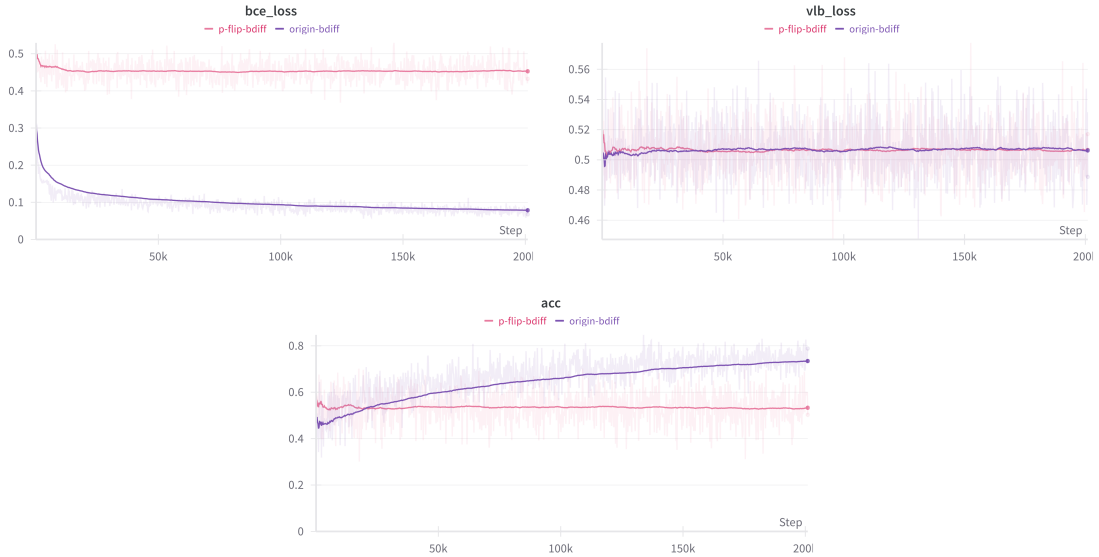 bce_loss
p-flip-bdiff origin-bdiff
0.5
0.4
0.3
0.2
0.1
0
Step
50k 100k 150k 200k
vlb_loss
p-flip-bdiff origin-bdiff
0.56
0.54
0.52
0.5
0.48
0.46
Step
50k 100k 150k 200k
acc
p-flip-bdiff origin-bdiff
0.8
0.6
0.4
0.2
0
Step
50k 100k 150k 200k